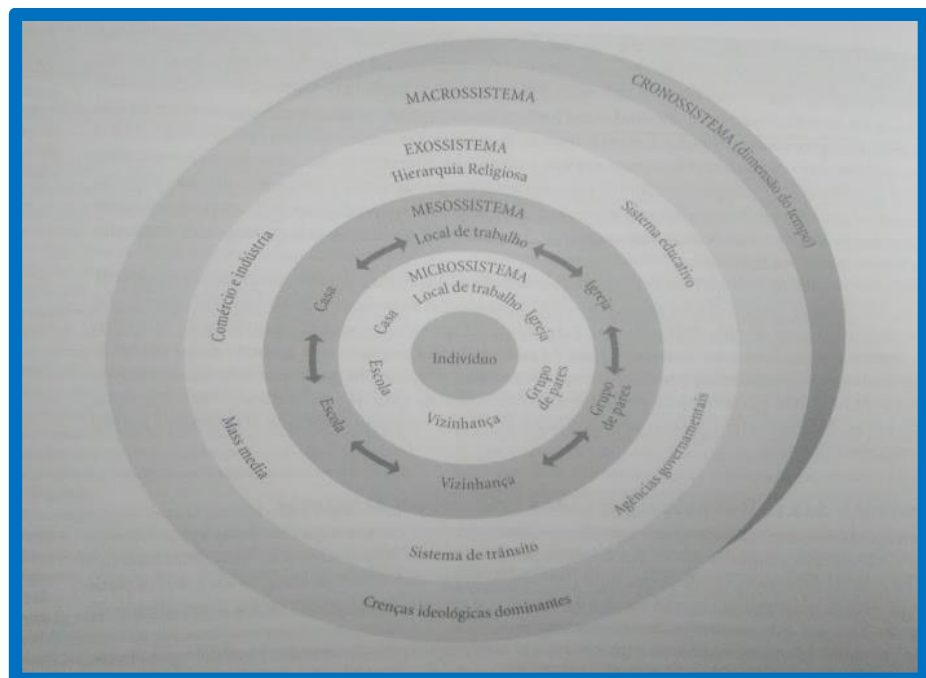 MACROSSISTEMA
CRONOSSISTEMA (dimensão do tempo)
EXOSSISTEMA
Hierarquia Religiosa
Sistema educativo
Comércio e indústria
MESOSSISTEMA
Local de trabalho
Casa
Igreja
MICROSSISTEMA
Local de trabalho
Casa
Igreja
Indivíduo
Escola
Grupo
de pares
Vizinhança
Escola
Grupo
de pares
Vizinhança
Mass media
Agências governamentais
Sistema de trânsito
Crenças ideológicas dominantes